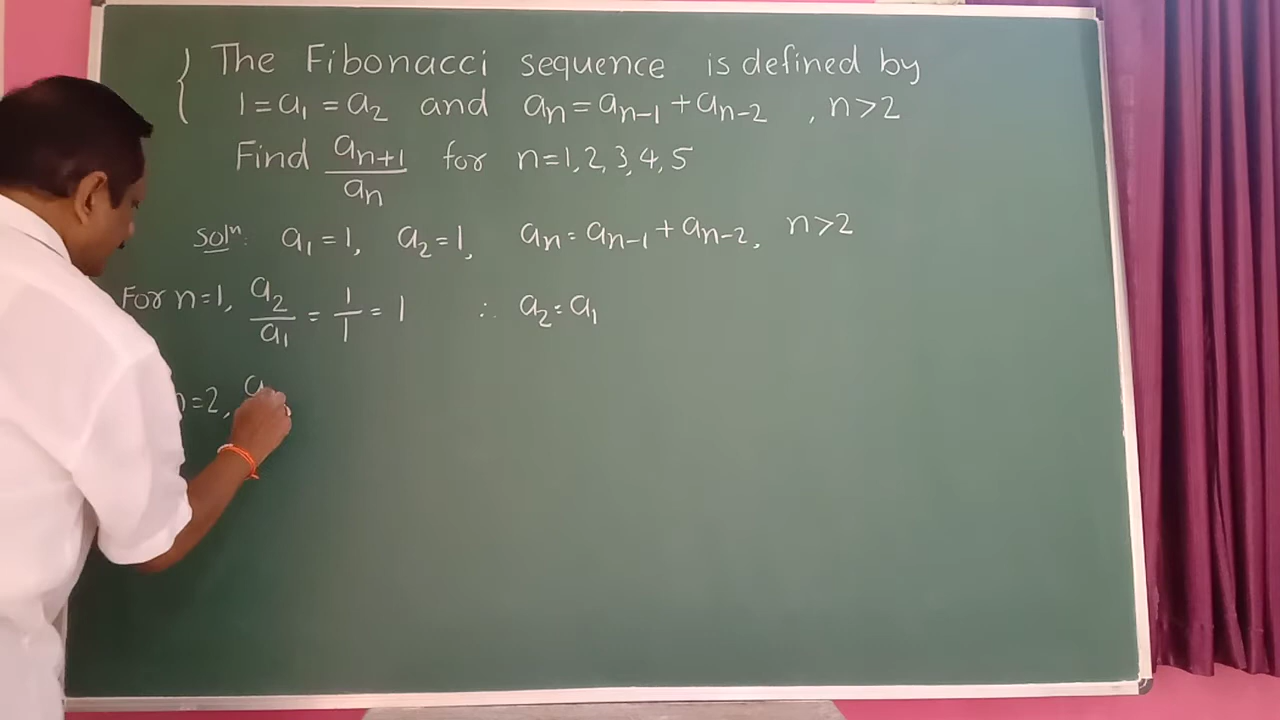 The Fibonacci sequence is defined by
1 = a₁ = a₂ and aₙ = aₙ₋₁ + aₙ₋₂ , n > 2
Find aₙ₊₁/aₙ for n = 1, 2, 3, 4, 5
Solⁿ: a₁ = 1, a₂ = 1, aₙ = aₙ₋₁ + aₙ₋₂, n > 2
For n = 1, a₂/a₁ = 1/1 = 1 ∴ a₂ = a₁
n = 2, a